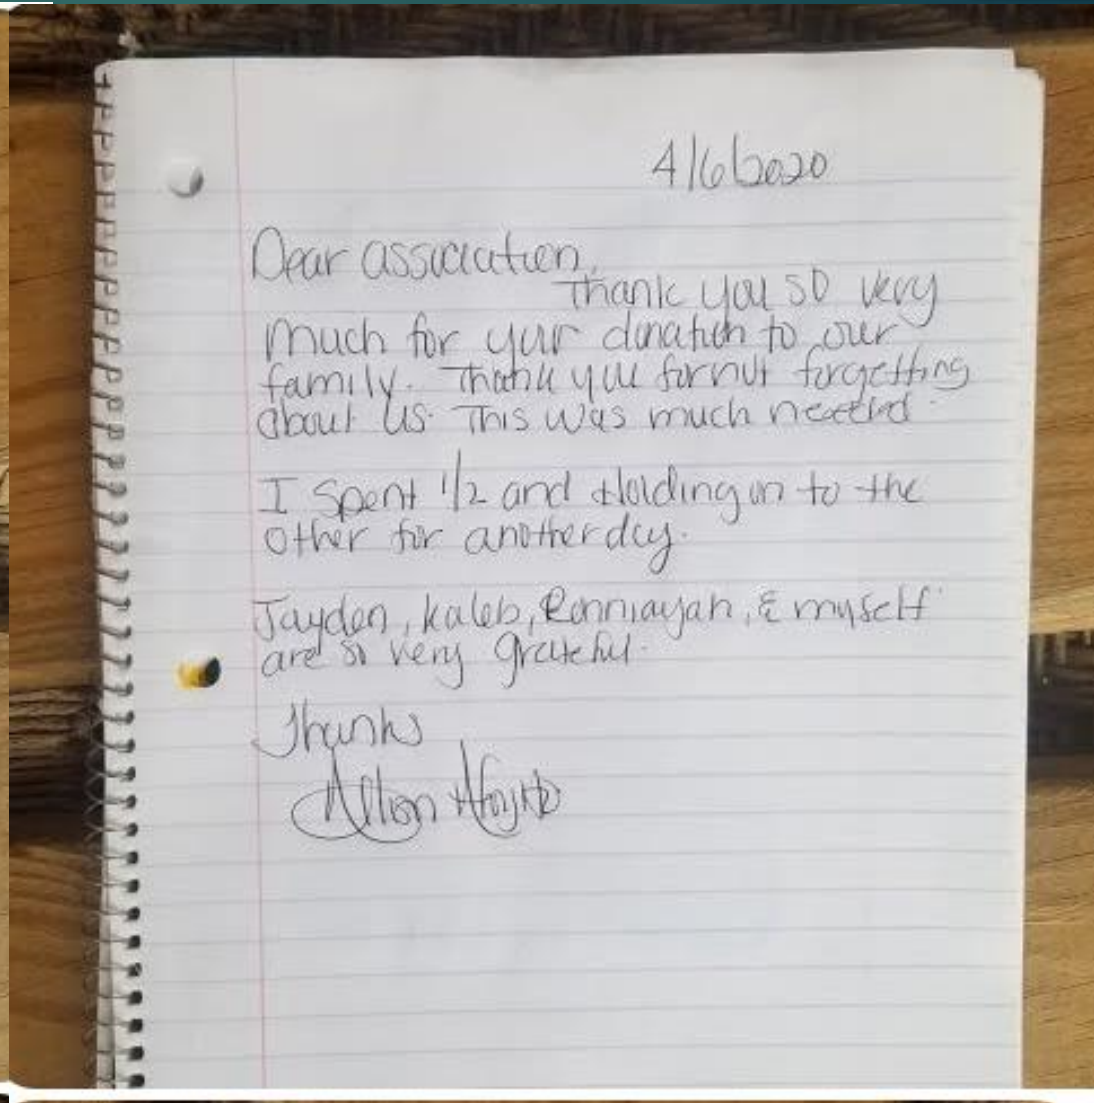 4/6/2020
Dear association,
Thank you so very
much for your donation to our
family. Thank you for not forgetting
about us. This was much needed.
I spent 1/2 and Holding on to the
other for another day.
Jayden, Kaleb, Ronniayah, & myself
are so very grateful.
Thanks